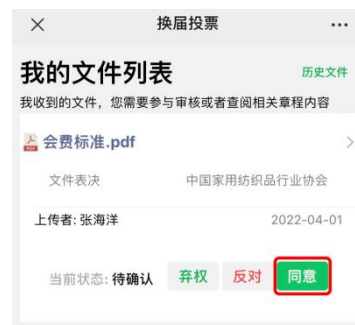 换届投票
我的文件列表 历史文件
我收到的文件，您需要参与审核或者查阅相关章程内容
会费标准.pdf
文件表决 中国家用纺织品行业协会
上传者: 张海洋 2022-04-01
当前状态: 待确认 弃权 反对 同意